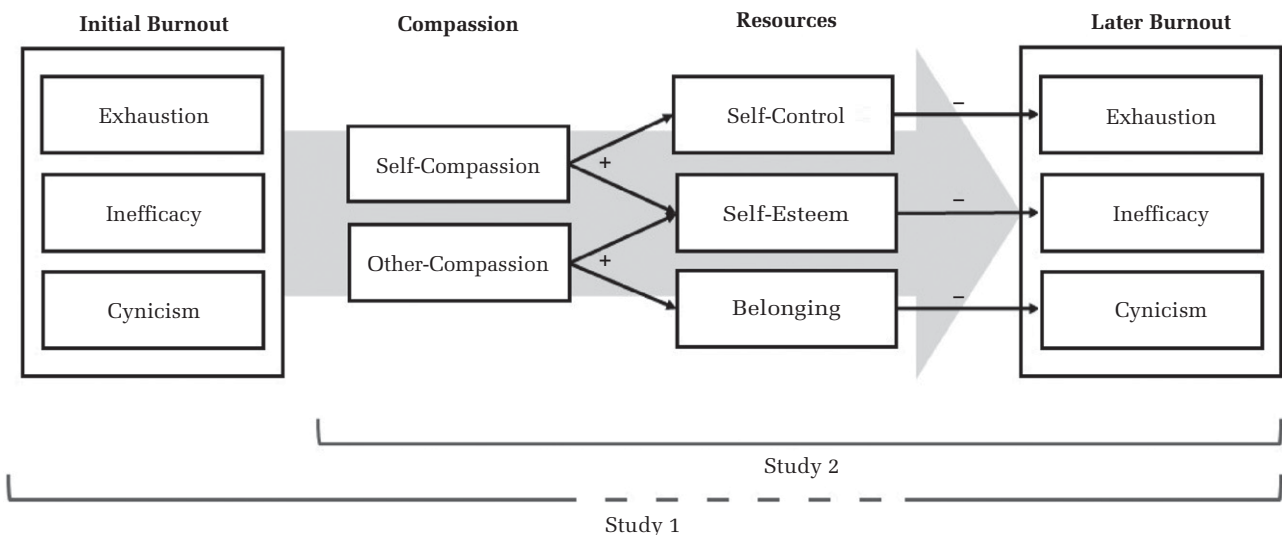 Initial Burnout
Compassion
Resources
Later Burnout
Exhaustion
Inefficacy
Cynicism
Self-Compassion
Other-Compassion
+
+
Self-Control
Self-Esteem
Belonging
–
–
–
Exhaustion
Inefficacy
Cynicism
Study 2
Study 1